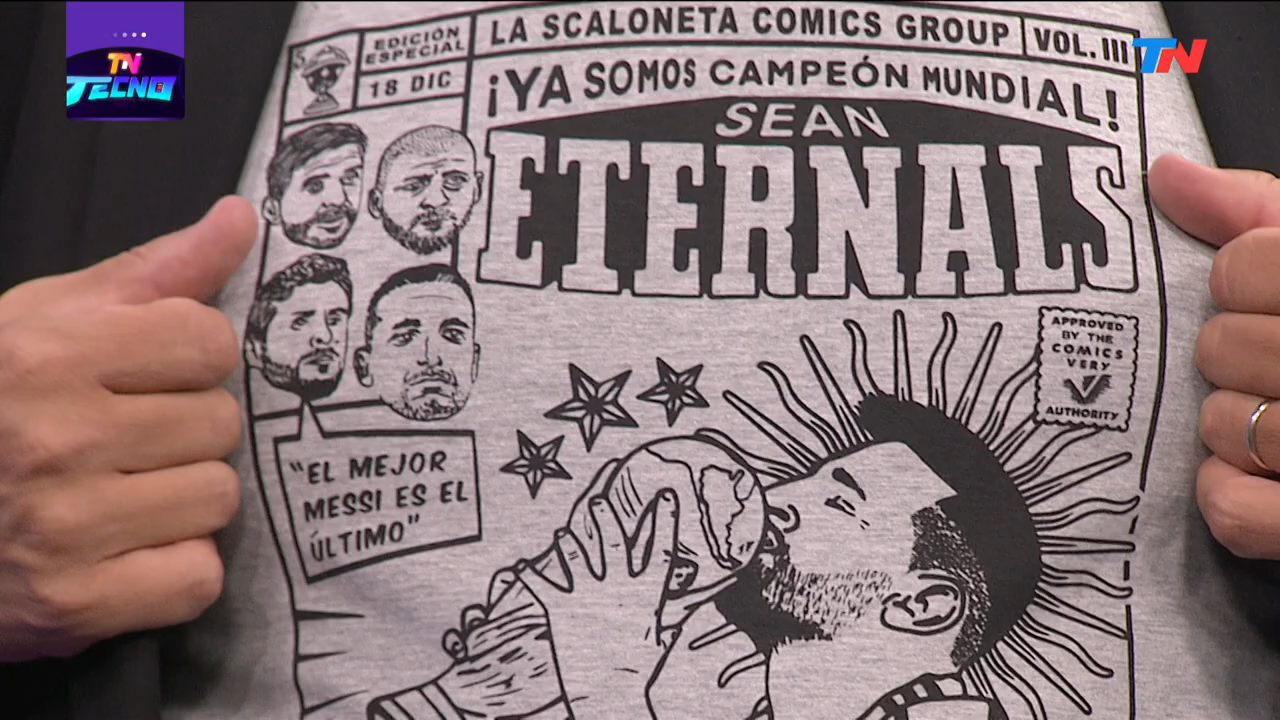 TN
TECNO
TN
5
EDICIÓN
ESPECIAL
18 DIC
LA SCALONETA COMICS GROUP
VOL. III
¡YA SOMOS CAMPEÓN MUNDIAL!
SEAN
ETERNALS
APPROVED
BY THE
COMICS
VERY
AUTHORITY
"EL MEJOR
MESSI ES EL
ÚLTIMO"